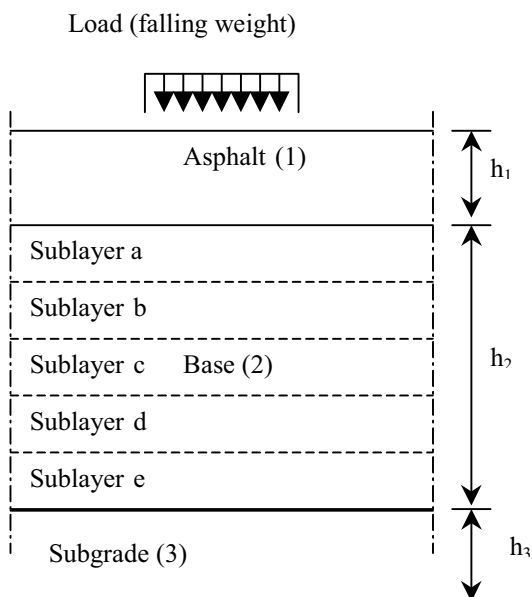 Load (falling weight)
Asphalt (1)
h₁
Sublayer a
Sublayer b
Sublayer c Base (2)
h₂
Sublayer d
Sublayer e
Subgrade (3)
h₃